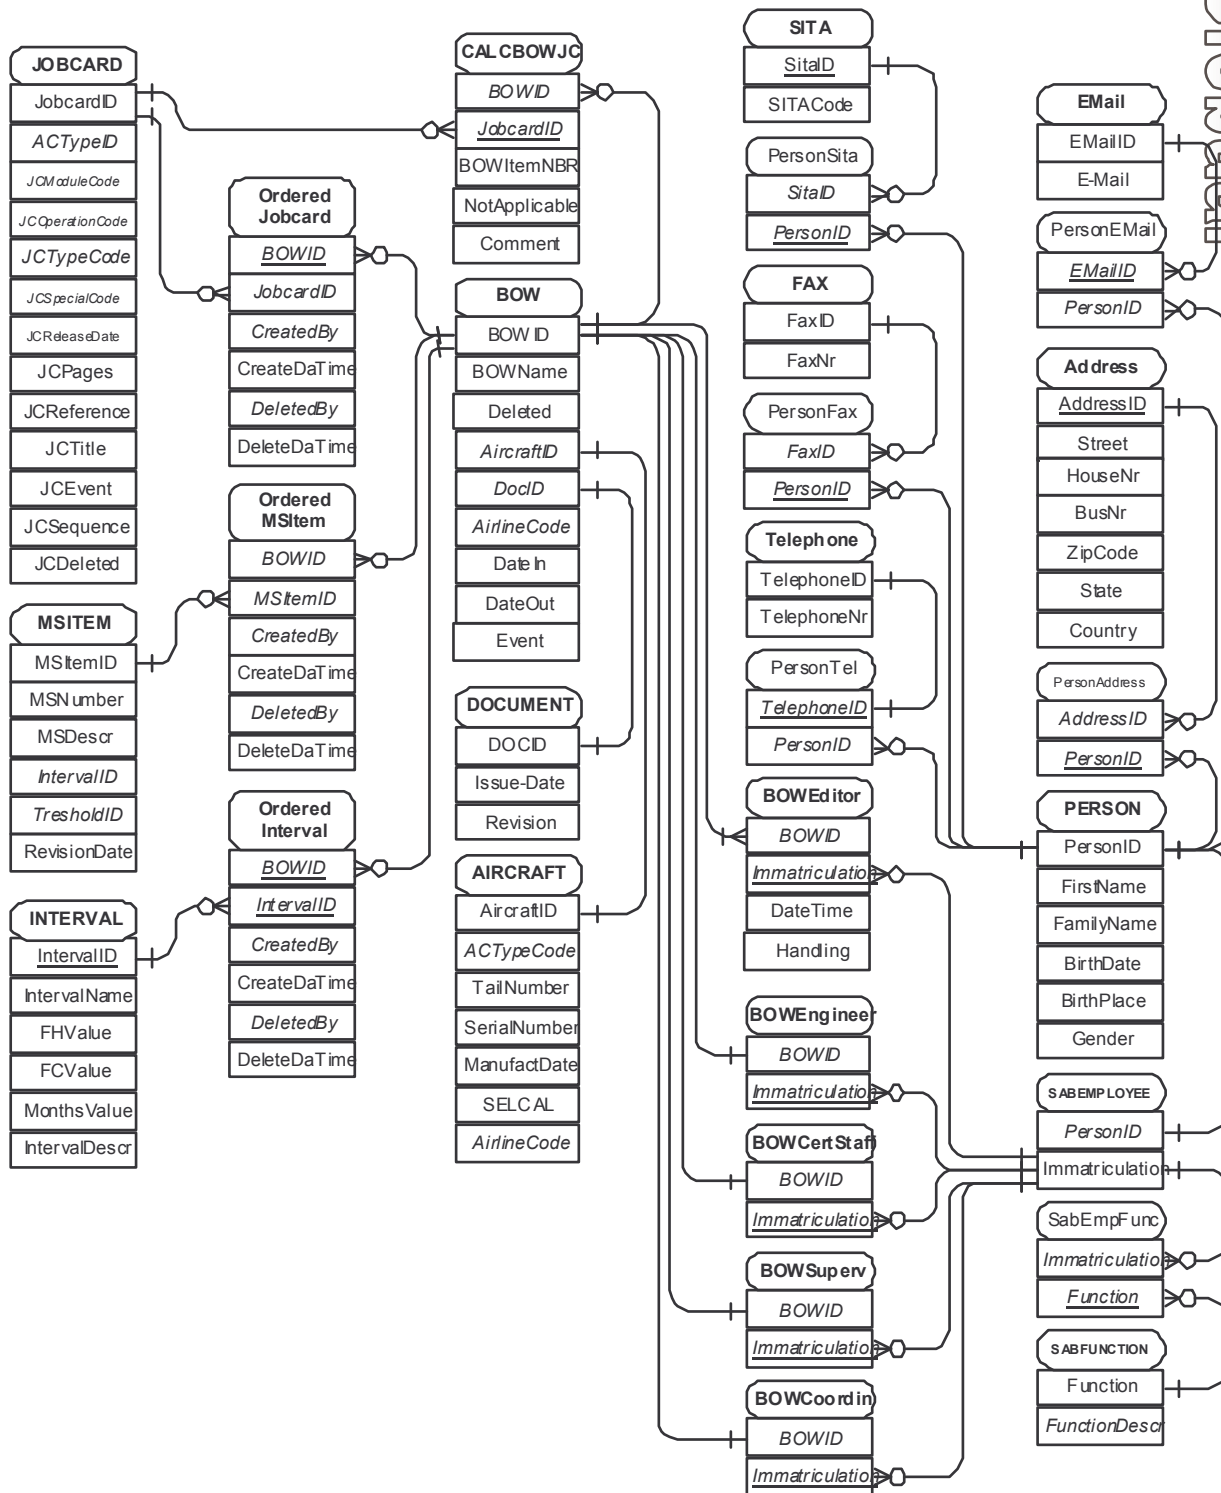 JOBCARD
JobcardID
ACTypeID
JCModuleCode
JCOperationCode
JCTypeCode
JCSpecialCode
JCReleaseDate
JCPages
JCReference
JCTitle
JCEvent
JCSequence
JCDeleted
MSITEM
MSItemID
MSNumber
MSDescr
IntervalID
TresholdID
RevisionDate
INTERVAL
IntervalID
IntervalName
FHValue
FCValue
MonthsValue
IntervalDescr
Ordered
Jobcard
BOWID
JobcardID
CreatedBy
CreateDaTime
DeletedBy
DeleteDaTime
Ordered
MSItem
BOWID
MSItemID
CreatedBy
CreateDaTime
DeletedBy
DeleteDaTime
Ordered
Interval
BOWID
IntervalID
CreatedBy
CreateDaTime
DeletedBy
DeleteDaTime
CALCBOWJC
BOWID
JobcardID
BOWItemNBR
NotApplicable
Comment
BOW
BOWID
BOWName
Deleted
AircraftID
DocID
AirlineCode
DateIn
DateOut
Event
DOCUMENT
DOCID
Issue-Date
Revision
AIRCRAFT
AircraftID
ACTypeCode
TailNumber
SerialNumber
ManufactDate
SELCAL
AirlineCode
SITA
SitaID
SITACode
PersonSita
SitaID
PersonID
FAX
FaxID
FaxNr
PersonFax
FaxID
PersonID
Telephone
TelephoneID
TelephoneNr
PersonTel
TelephoneID
PersonID
BOWEditor
BOWID
Immatriculation
DateTime
Handling
BOWEngineer
BOWID
Immatriculation
BOWCertStaff
BOWID
Immatriculation
BOWSuperv
BOWID
Immatriculation
BOWCoordin
BOWID
Immatriculation
EMail
EMailID
E-Mail
PersonEMail
EMailID
PersonID
Address
AddressID
Street
HouseNr
BusNr
ZipCode
State
Country
PersonAddress
AddressID
PersonID
PERSON
PersonID
FirstName
FamilyName
BirthDate
BirthPlace
Gender
SABEMPLOYEE
PersonID
Immatriculation
SabEmpFunc
Immatriculation
Function
SABFUNCTION
Function
FunctionDescr